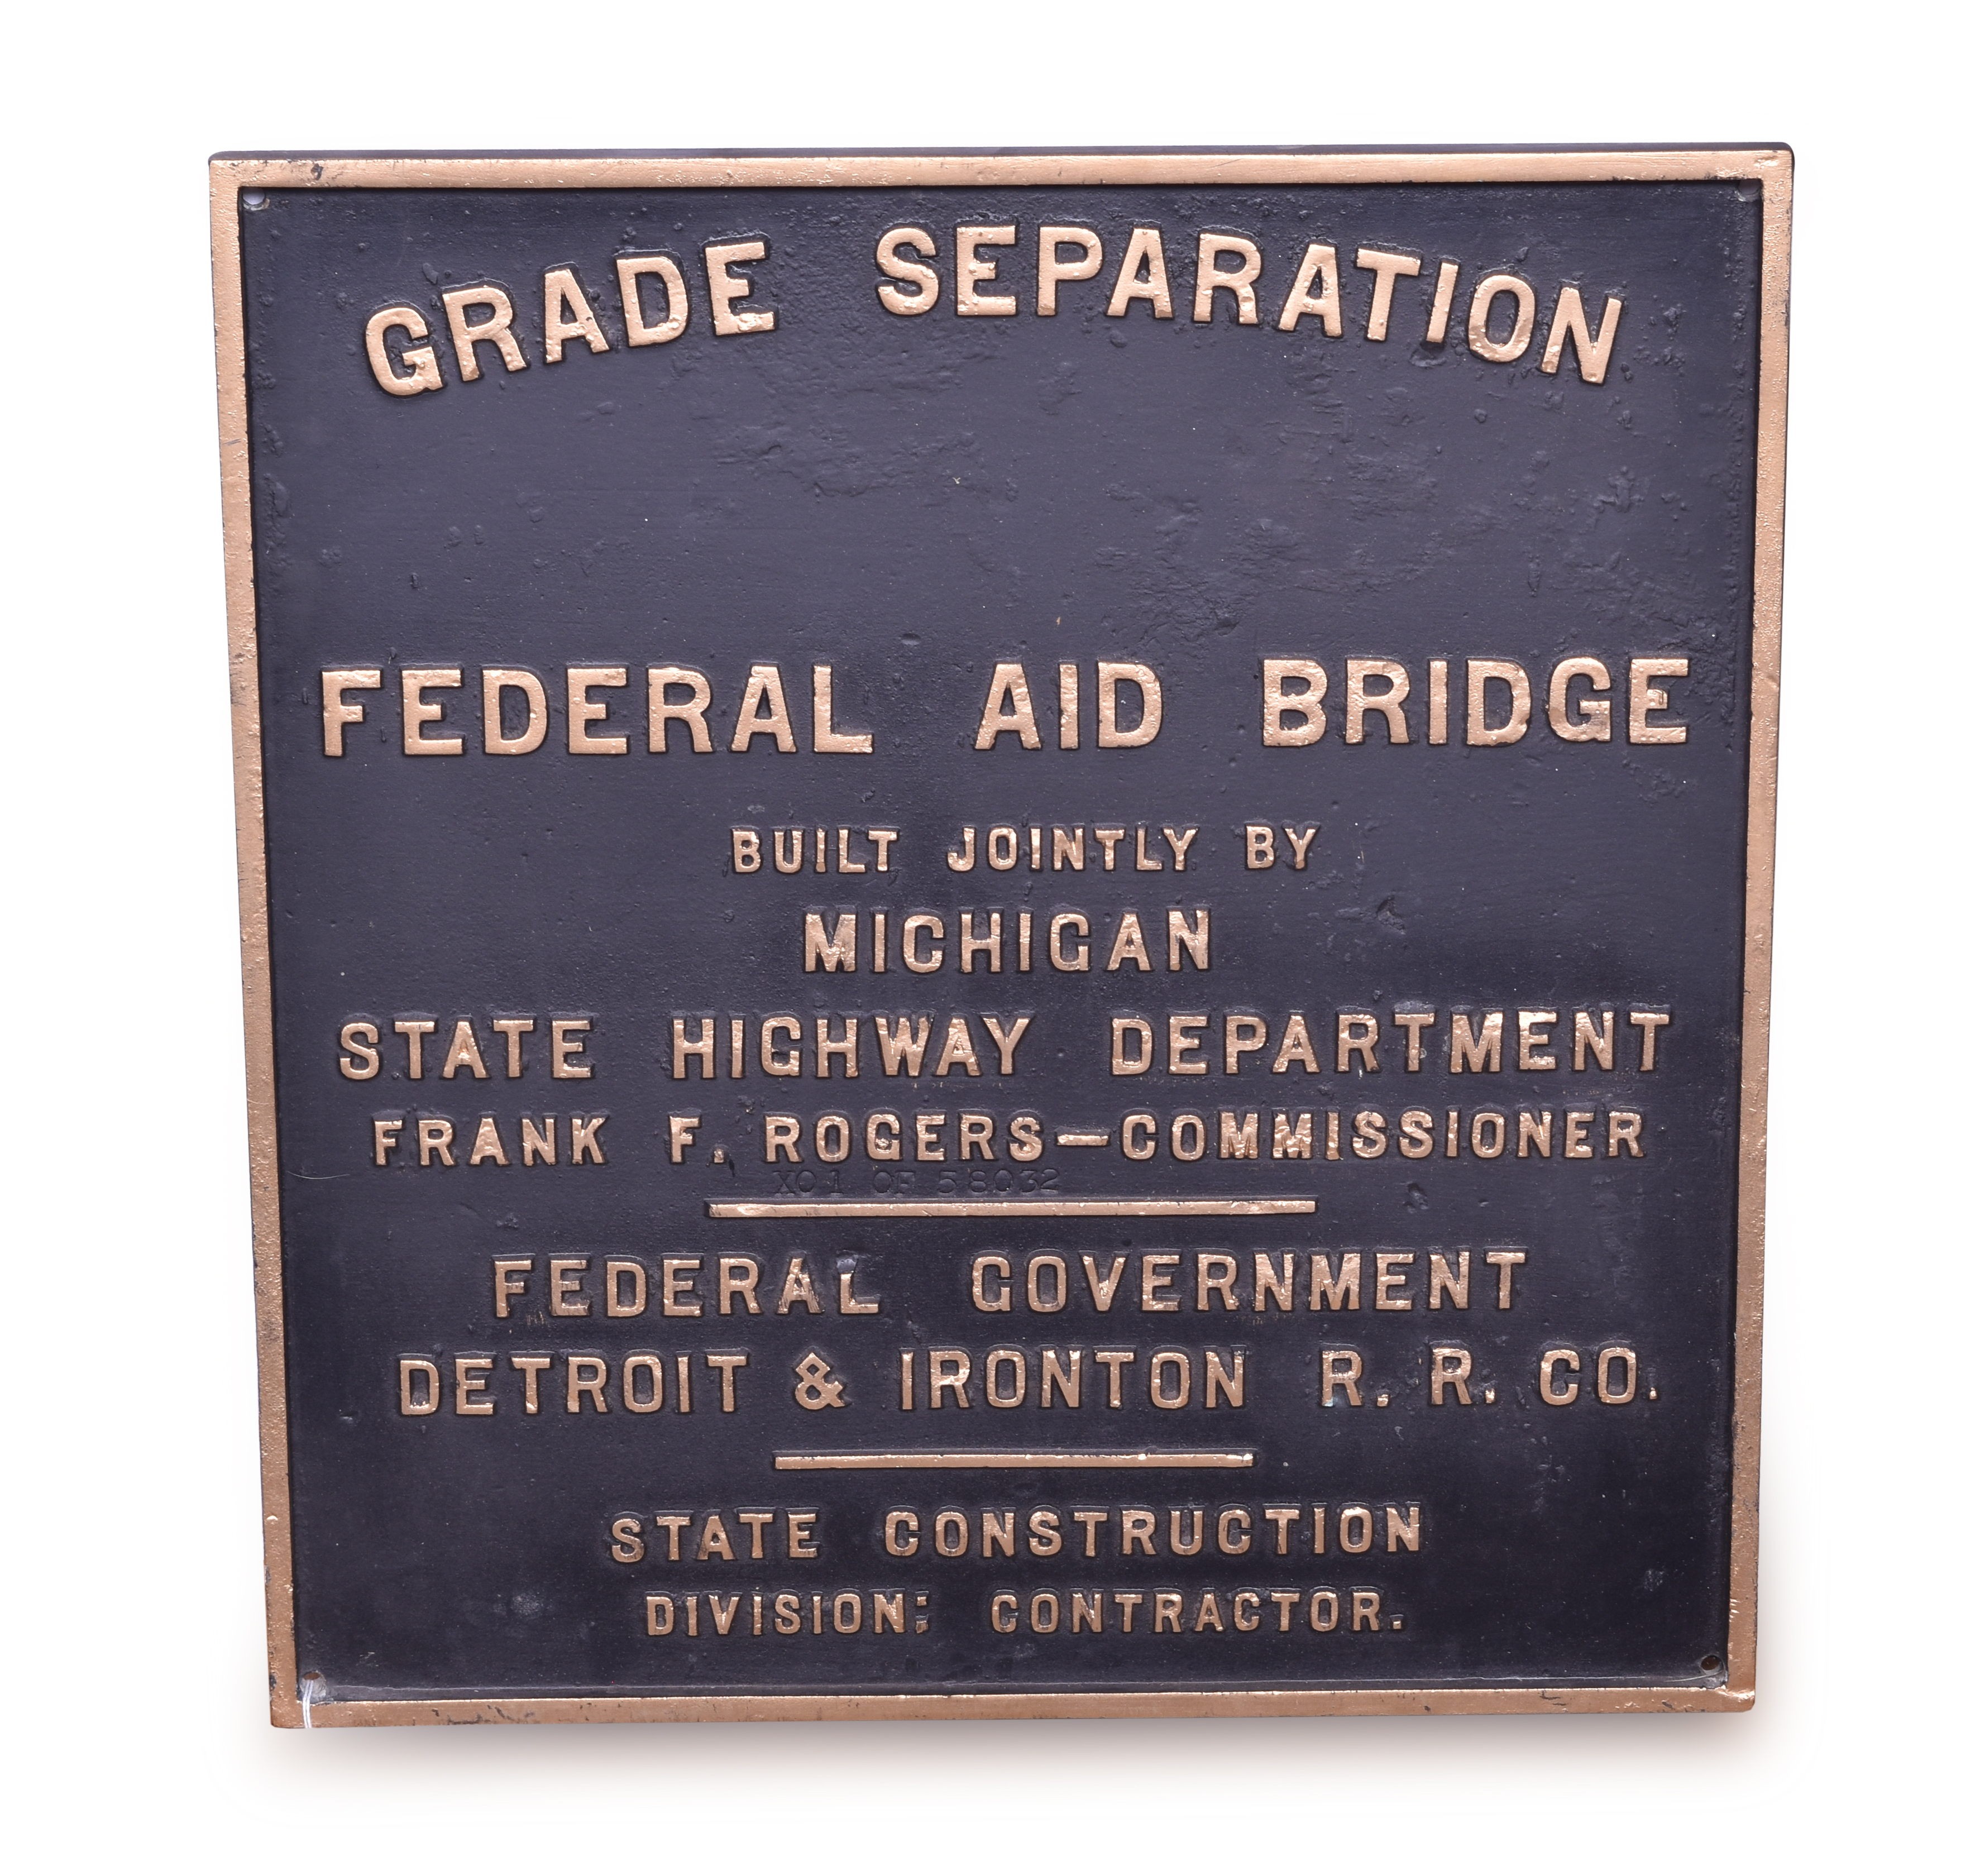 GRADE SEPARATION
FEDERAL AID BRIDGE
BUILT JOINTLY BY
MICHIGAN
STATE HIGHWAY DEPARTMENT
FRANK F. ROGERS—COMMISSIONER
XO1 OF 58032
FEDERAL GOVERNMENT
DETROIT & IRONTON R. R. CO.
STATE CONSTRUCTION
DIVISION; CONTRACTOR.